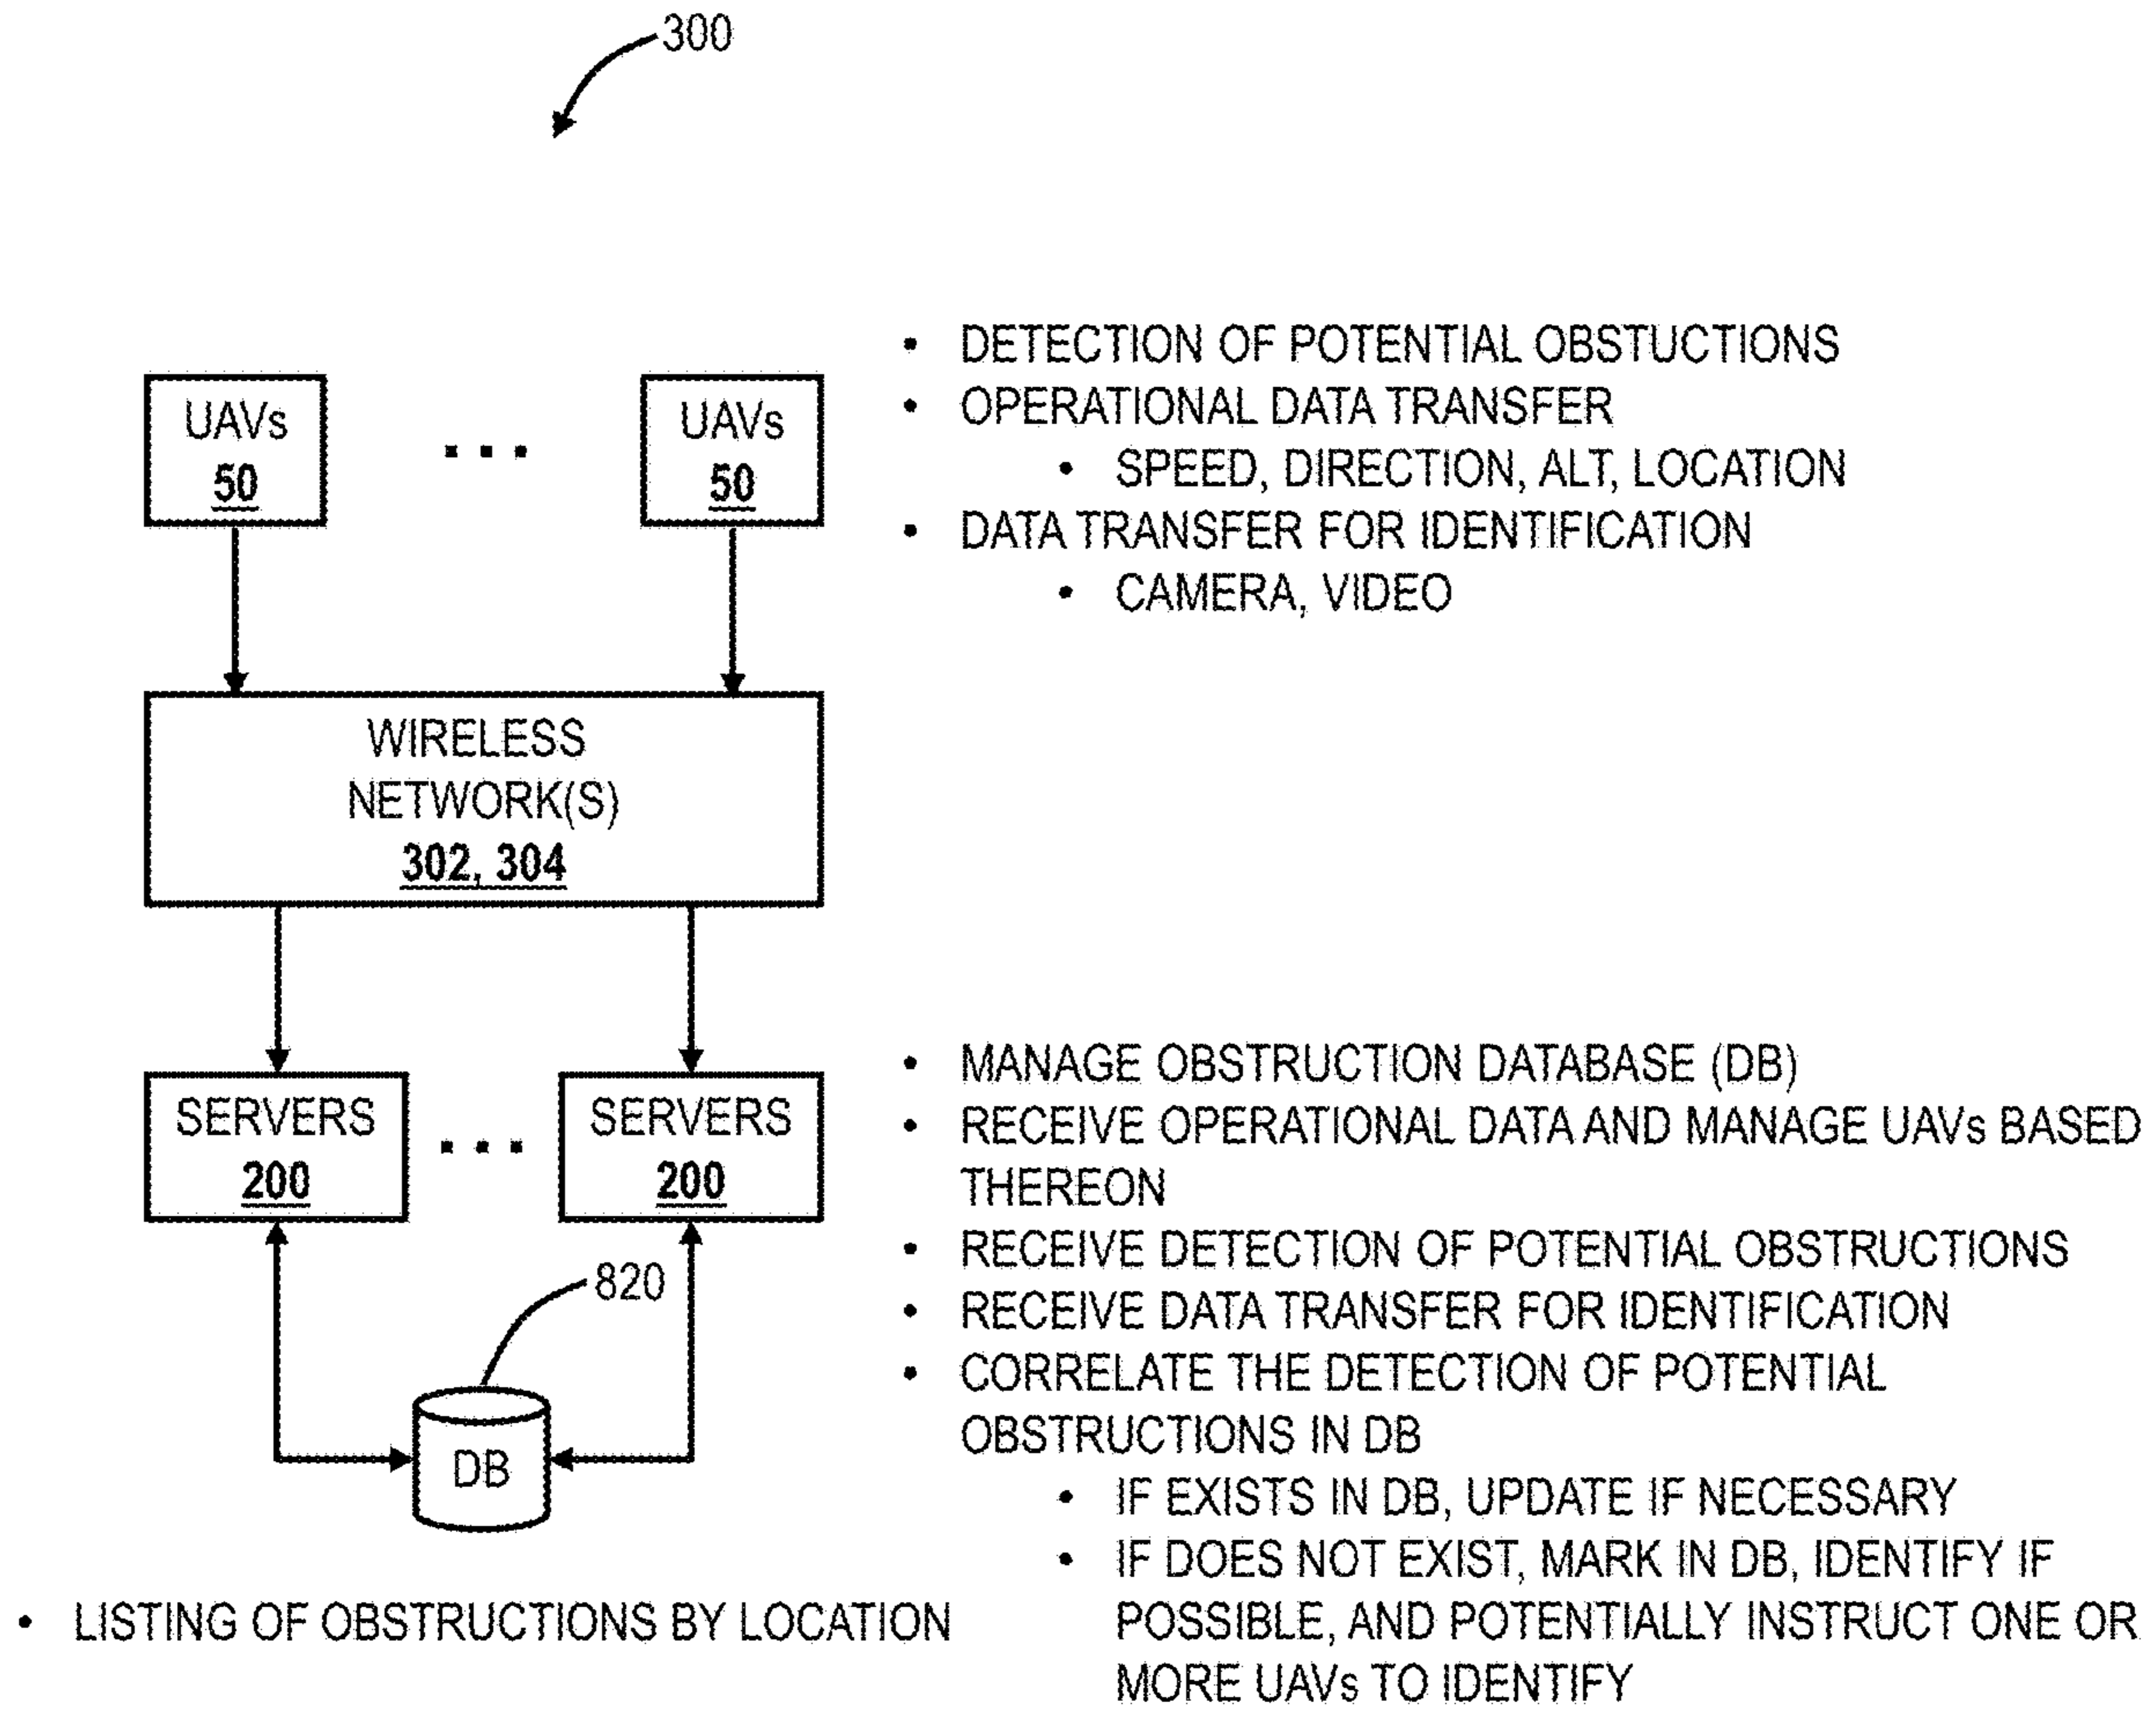 300
UAVs
50
...
UAVs
50
• DETECTION OF POTENTIAL OBSTUCTIONS
• OPERATIONAL DATA TRANSFER
• SPEED, DIRECTION, ALT, LOCATION
• DATA TRANSFER FOR IDENTIFICATION
• CAMERA, VIDEO
WIRELESS
NETWORK(S)
302, 304
SERVERS
200
...
SERVERS
200
820
DB
• LISTING OF OBSTRUCTIONS BY LOCATION
• MANAGE OBSTRUCTION DATABASE (DB)
• RECEIVE OPERATIONAL DATA AND MANAGE UAVs BASED
THEREON
• RECEIVE DETECTION OF POTENTIAL OBSTRUCTIONS
• RECEIVE DATA TRANSFER FOR IDENTIFICATION
• CORRELATE THE DETECTION OF POTENTIAL
OBSTRUCTIONS IN DB
• IF EXISTS IN DB, UPDATE IF NECESSARY
• IF DOES NOT EXIST, MARK IN DB, IDENTIFY IF
POSSIBLE, AND POTENTIALLY INSTRUCT ONE OR
MORE UAVs TO IDENTIFY